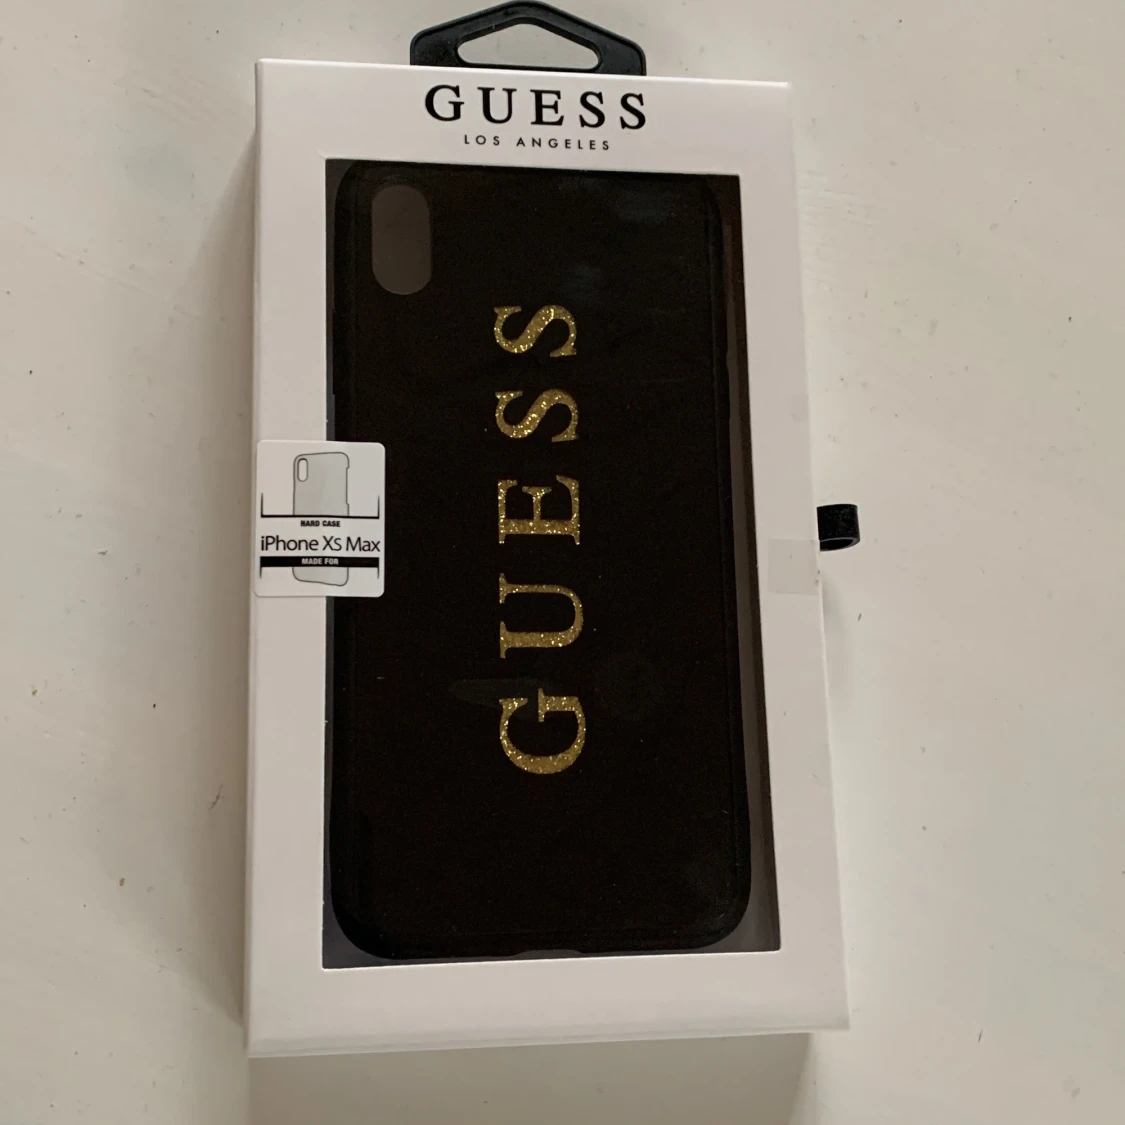 GUESS
LOS ANGELES
GUESS
HARD CASE
iPhone Xs Max
MADE FOR